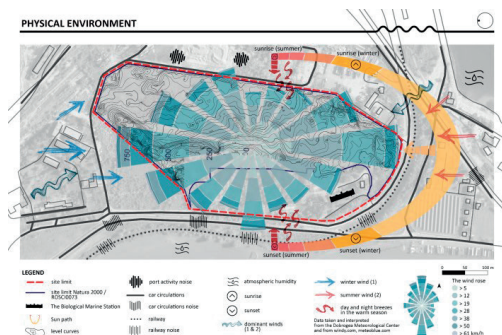 PHYSICAL ENVIRONMENT
sunrise (summer)
sunrise (winter)
sunset (summer)
sunset (winter)
LEGEND
site limit
site limit Natura 2000 /
ROSCI0073
The Biological Marine Station
Sun path
level curves
port activity noise
car circulations
car circulations noise
railway
railway noise
atmospheric humidity
sunrise
sunset
dominant winds
(1 & 2)
winter wind (1)
summer wind (2)
day and night breezes
in the warm season
Data taken and interpreted
from the Dobrogea Meteorological Center
and from windy.com, meteoblue.com
0 50 100 m
The wind rose
> 5
> 12
> 19
> 28
> 38
> 50
> 61 km/h